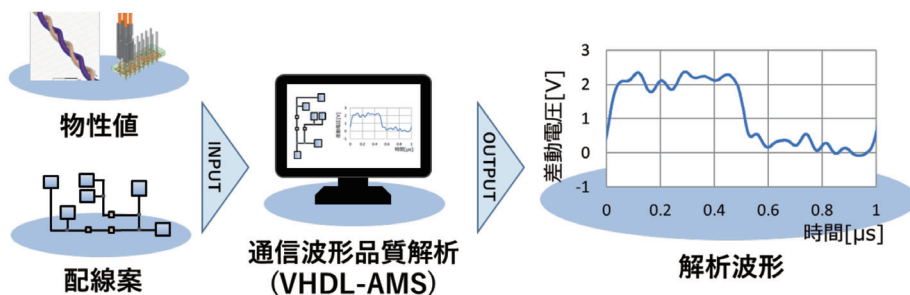 物性値
配線案
INPUT
通信波形品質解析
(VHDL-AMS)
OUTPUT
差動電圧[V]
3
2
1
0
-1
0
0.2
0.4
0.6
0.8
1
時間[μs]
解析波形